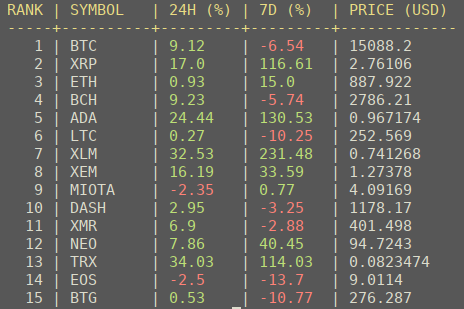 RANK | SYMBOL | 24H (%) | 7D (%) | PRICE (USD)
-----+----------+---------+---------+-------------
1 | BTC | 9.12 | -6.54 | 15088.2
2 | XRP | 17.0 | 116.61 | 2.76106
3 | ETH | 0.93 | 15.0 | 887.922
4 | BCH | 9.23 | -5.74 | 2786.21
5 | ADA | 24.44 | 130.53 | 0.967174
6 | LTC | 0.27 | -10.25 | 252.569
7 | XLM | 32.53 | 231.48 | 0.741268
8 | XEM | 16.19 | 33.59 | 1.27378
9 | MIOTA | -2.35 | 0.77 | 4.09169
10 | DASH | 2.95 | -3.25 | 1178.17
11 | XMR | 6.9 | -2.88 | 401.498
12 | NEO | 7.86 | 40.45 | 94.7243
13 | TRX | 34.03 | 114.03 | 0.0823474
14 | EOS | -2.5 | -13.7 | 9.0114
15 | BTG | 0.53 | -10.77 | 276.287